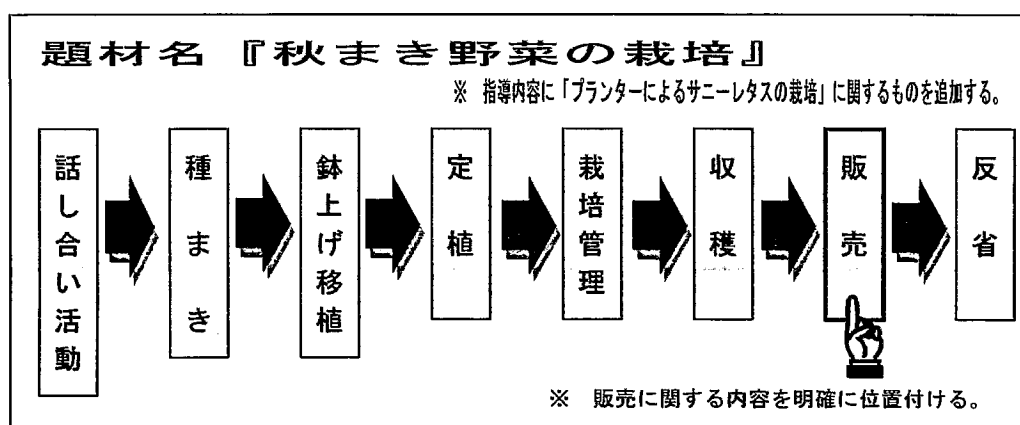 題材名『秋まき野菜の栽培』
※ 指導内容に「プランターによるサニーレタスの栽培」に関するものを追加する。
話し合い活動
種まき
鉢上げ移植
定植
栽培管理
収穫
販売
反省
※ 販売に関する内容を明確に位置付ける。